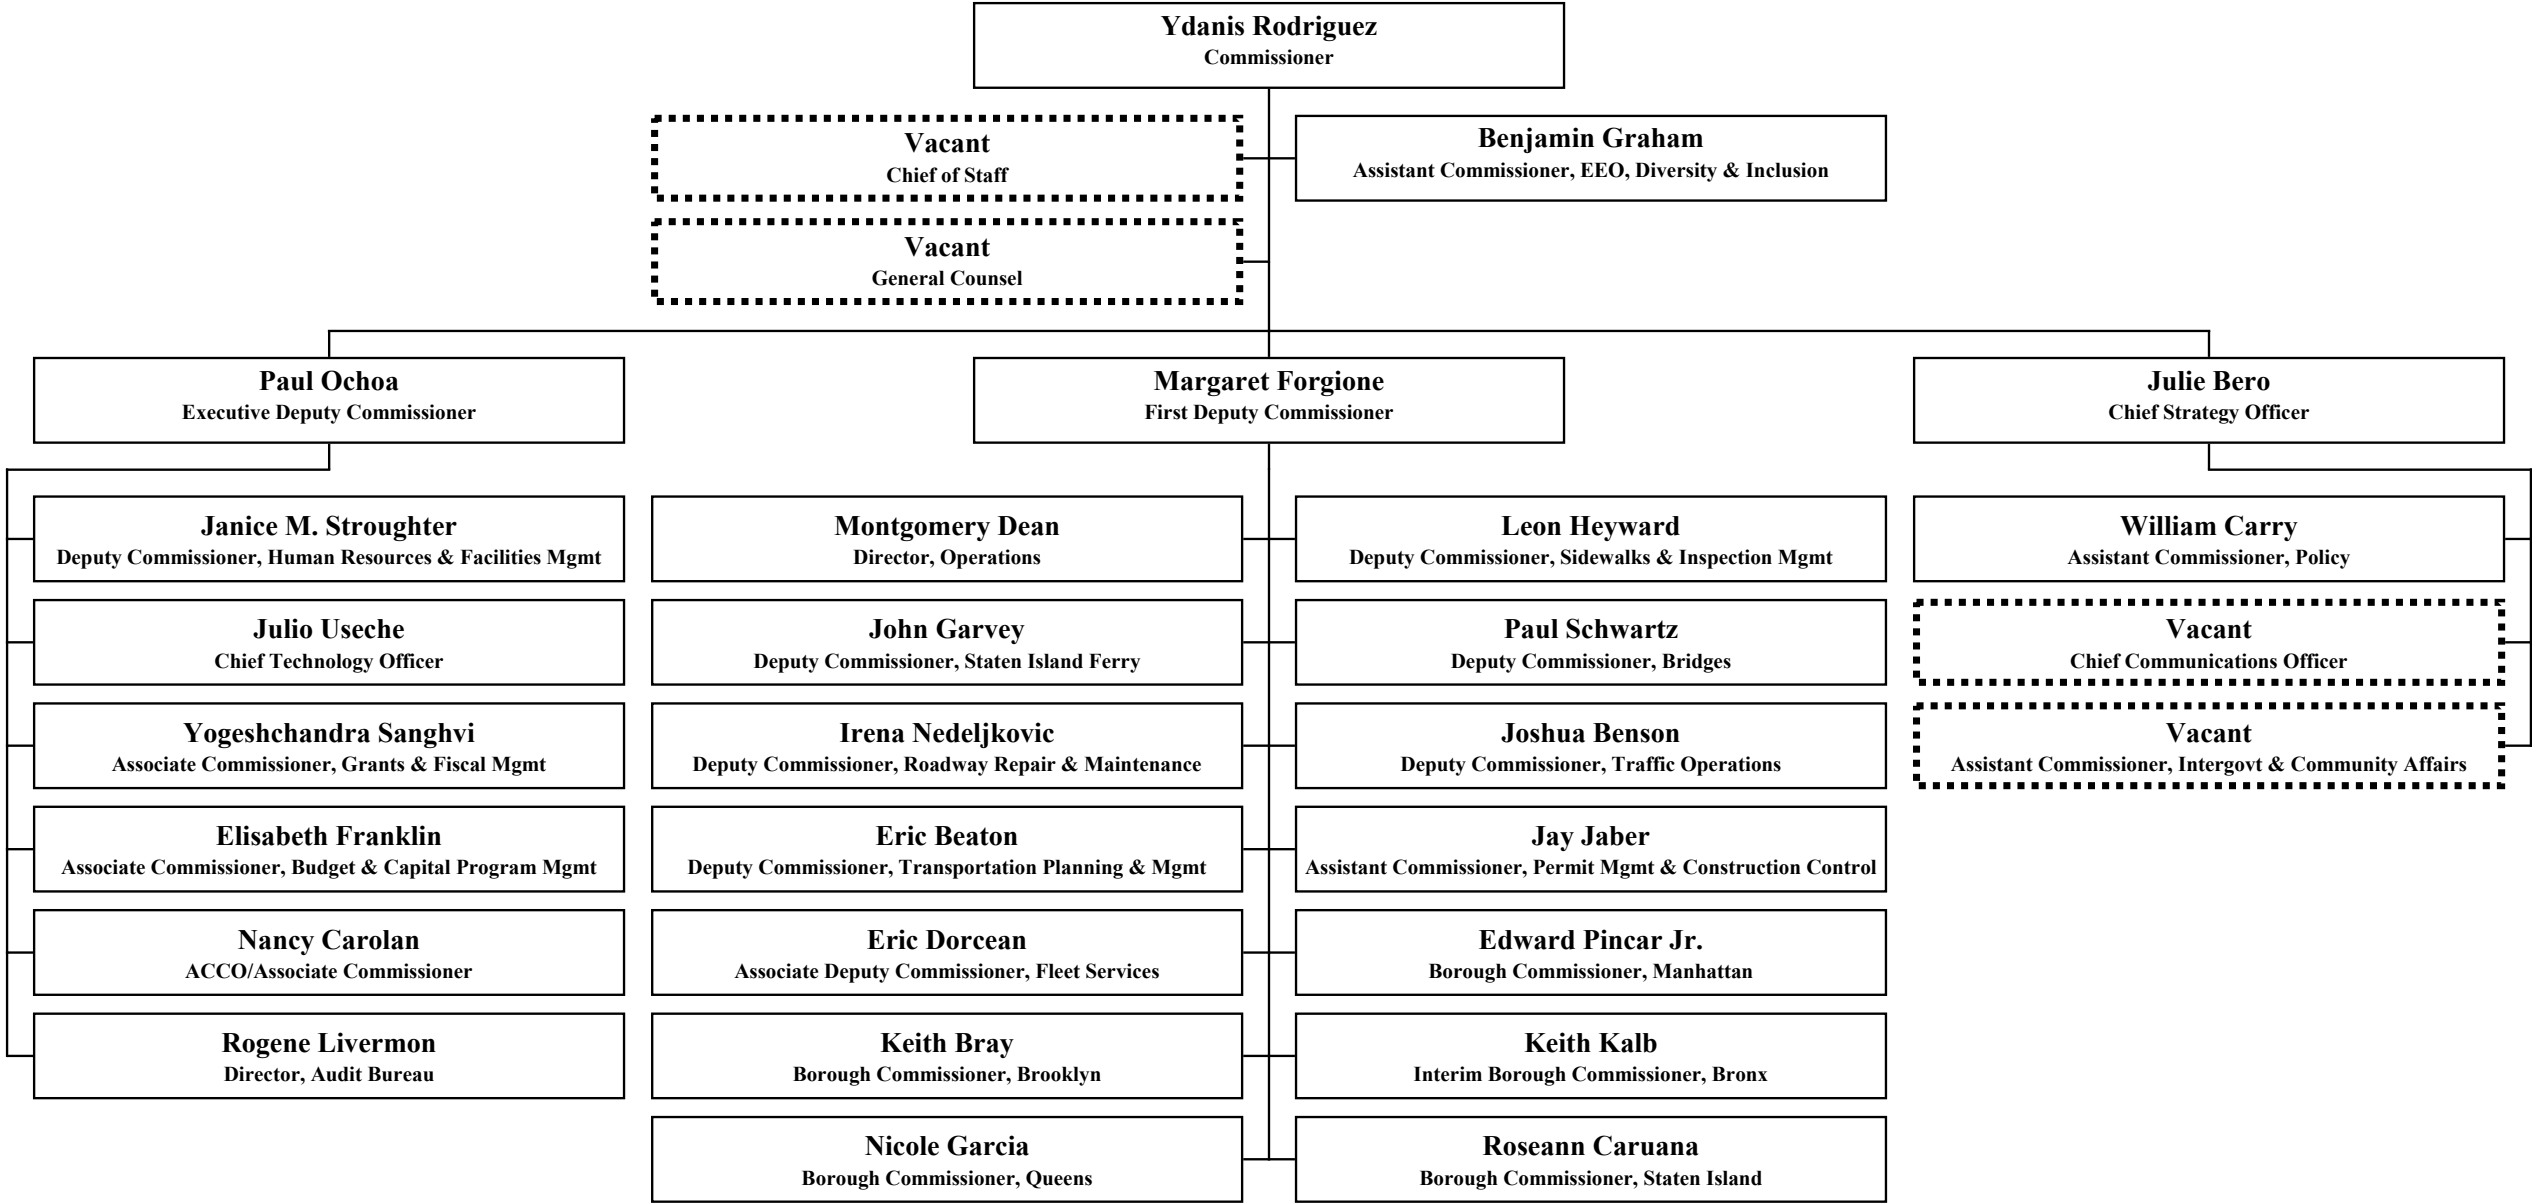 Ydanis Rodriguez
Commissioner
Vacant
Chief of Staff
Benjamin Graham
Assistant Commissioner, EEO, Diversity & Inclusion
Vacant
General Counsel
Paul Ochoa
Executive Deputy Commissioner
Margaret Forgione
First Deputy Commissioner
Julie Bero
Chief Strategy Officer
Janice M. Stroughter
Deputy Commissioner, Human Resources & Facilities Mgmt
Julio Useche
Chief Technology Officer
Yogeshchandra Sanghvi
Associate Commissioner, Grants & Fiscal Mgmt
Elisabeth Franklin
Associate Commissioner, Budget & Capital Program Mgmt
Nancy Carolan
ACCO/Associate Commissioner
Rogene Livermon
Director, Audit Bureau
Montgomery Dean
Director, Operations
Leon Heyward
Deputy Commissioner, Sidewalks & Inspection Mgmt
John Garvey
Deputy Commissioner, Staten Island Ferry
Paul Schwartz
Deputy Commissioner, Bridges
Irena Nedeljkovic
Deputy Commissioner, Roadway Repair & Maintenance
Joshua Benson
Deputy Commissioner, Traffic Operations
Eric Beaton
Deputy Commissioner, Transportation Planning & Mgmt
Jay Jaber
Assistant Commissioner, Permit Mgmt & Construction Control
Eric Dorcean
Associate Deputy Commissioner, Fleet Services
Edward Pincar Jr.
Borough Commissioner, Manhattan
Keith Bray
Borough Commissioner, Brooklyn
Keith Kalb
Interim Borough Commissioner, Bronx
Nicole Garcia
Borough Commissioner, Queens
Roseann Caruana
Borough Commissioner, Staten Island
William Carry
Assistant Commissioner, Policy
Vacant
Chief Communications Officer
Vacant
Assistant Commissioner, Intergovt & Community Affairs